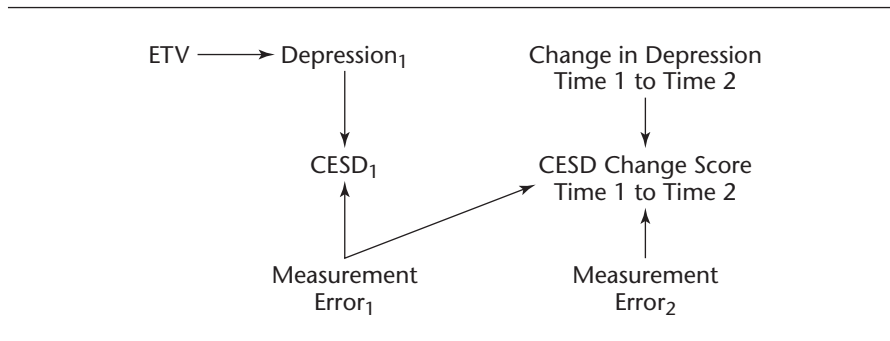 ETV Depression1 Change in Depression
Time 1 to Time 2
CESD1 CESD Change Score
Time 1 to Time 2
Measurement Measurement
Error1 Error2